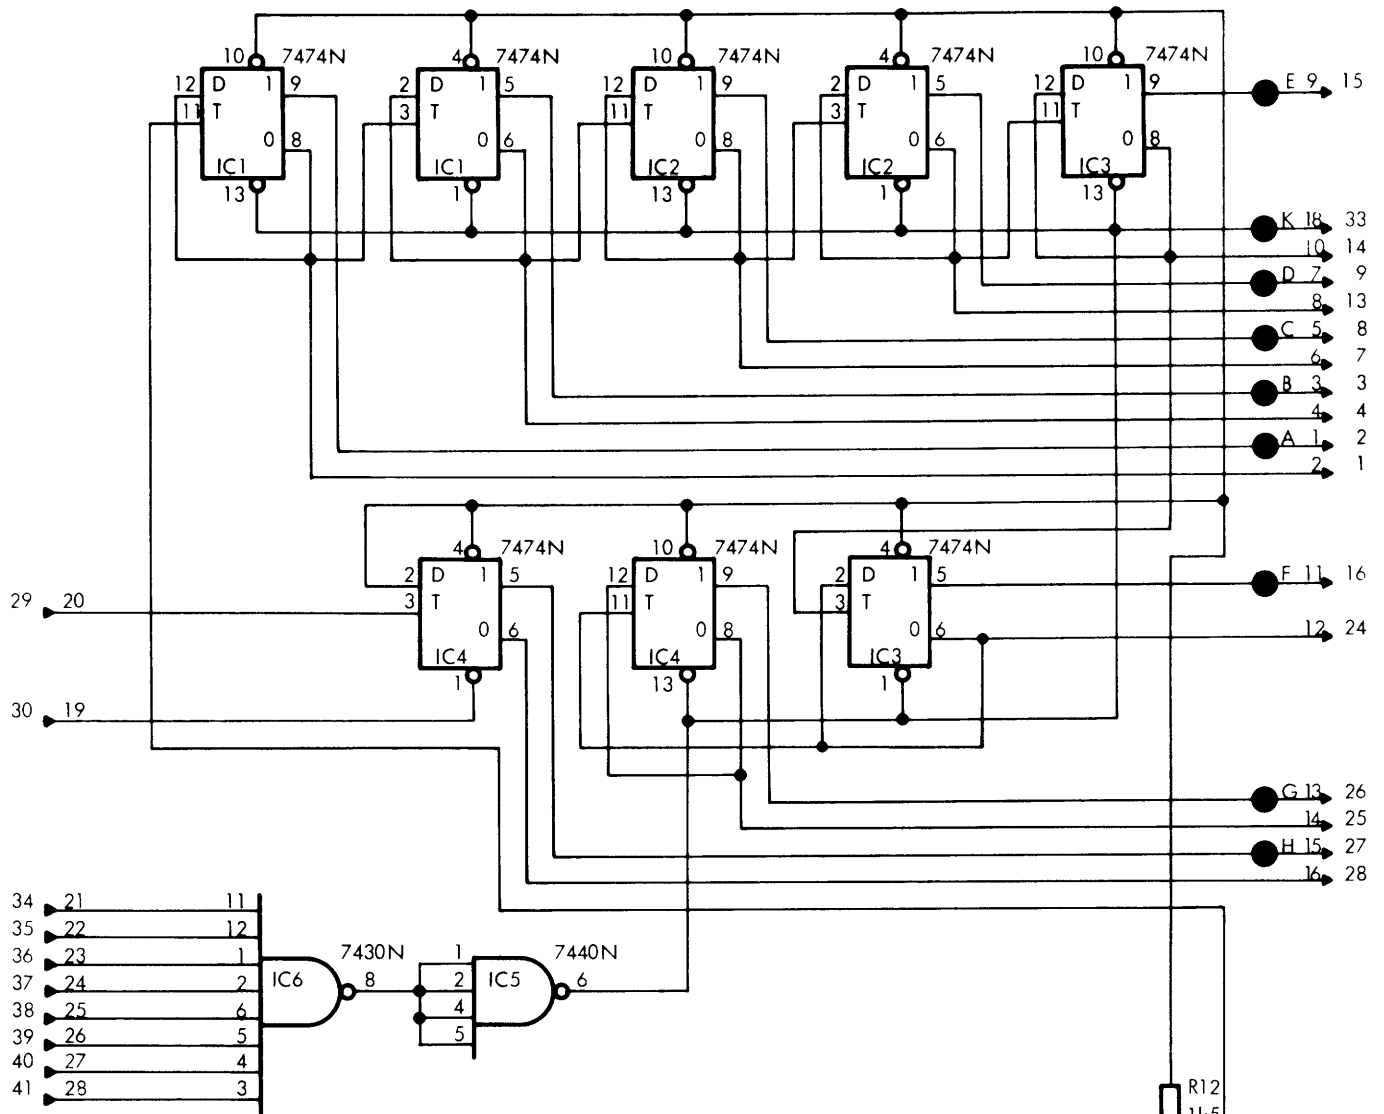 10 7474N 4 7474N 10 7474N 4 7474N 10 7474N
12 D 1 9 2 D 1 5 12 D 1 9 2 D 1 5 12 D 1 9 E 9 15
11 T 3 T 11 T 3 T 11 T
0 8 0 6 0 8 0 6 0 8
IC1 IC1 IC2 IC2 IC3
13 1 13 1 13
K 18 33
10 14
D 7 9
8 13
C 5 8
6 7
B 3 3
4 4
A 1 2
2 1
4 7474N 10 7474N 4 7474N
2 D 1 5 12 D 1 9 2 D 1 5 F 11 16
29 20 3 T 11 T 3 T
0 6 0 8 0 6 12 24
IC4 IC4 IC3
1 13 1
30 19
G 13 26
14 25
H 15 27
16 28
34 21 11
35 22 12
36 23 1 7430N 1 7440N
37 24 2 IC6 8 2 IC5 6
38 25 6 4
39 26 5 5
40 27 4
41 28 3 R12